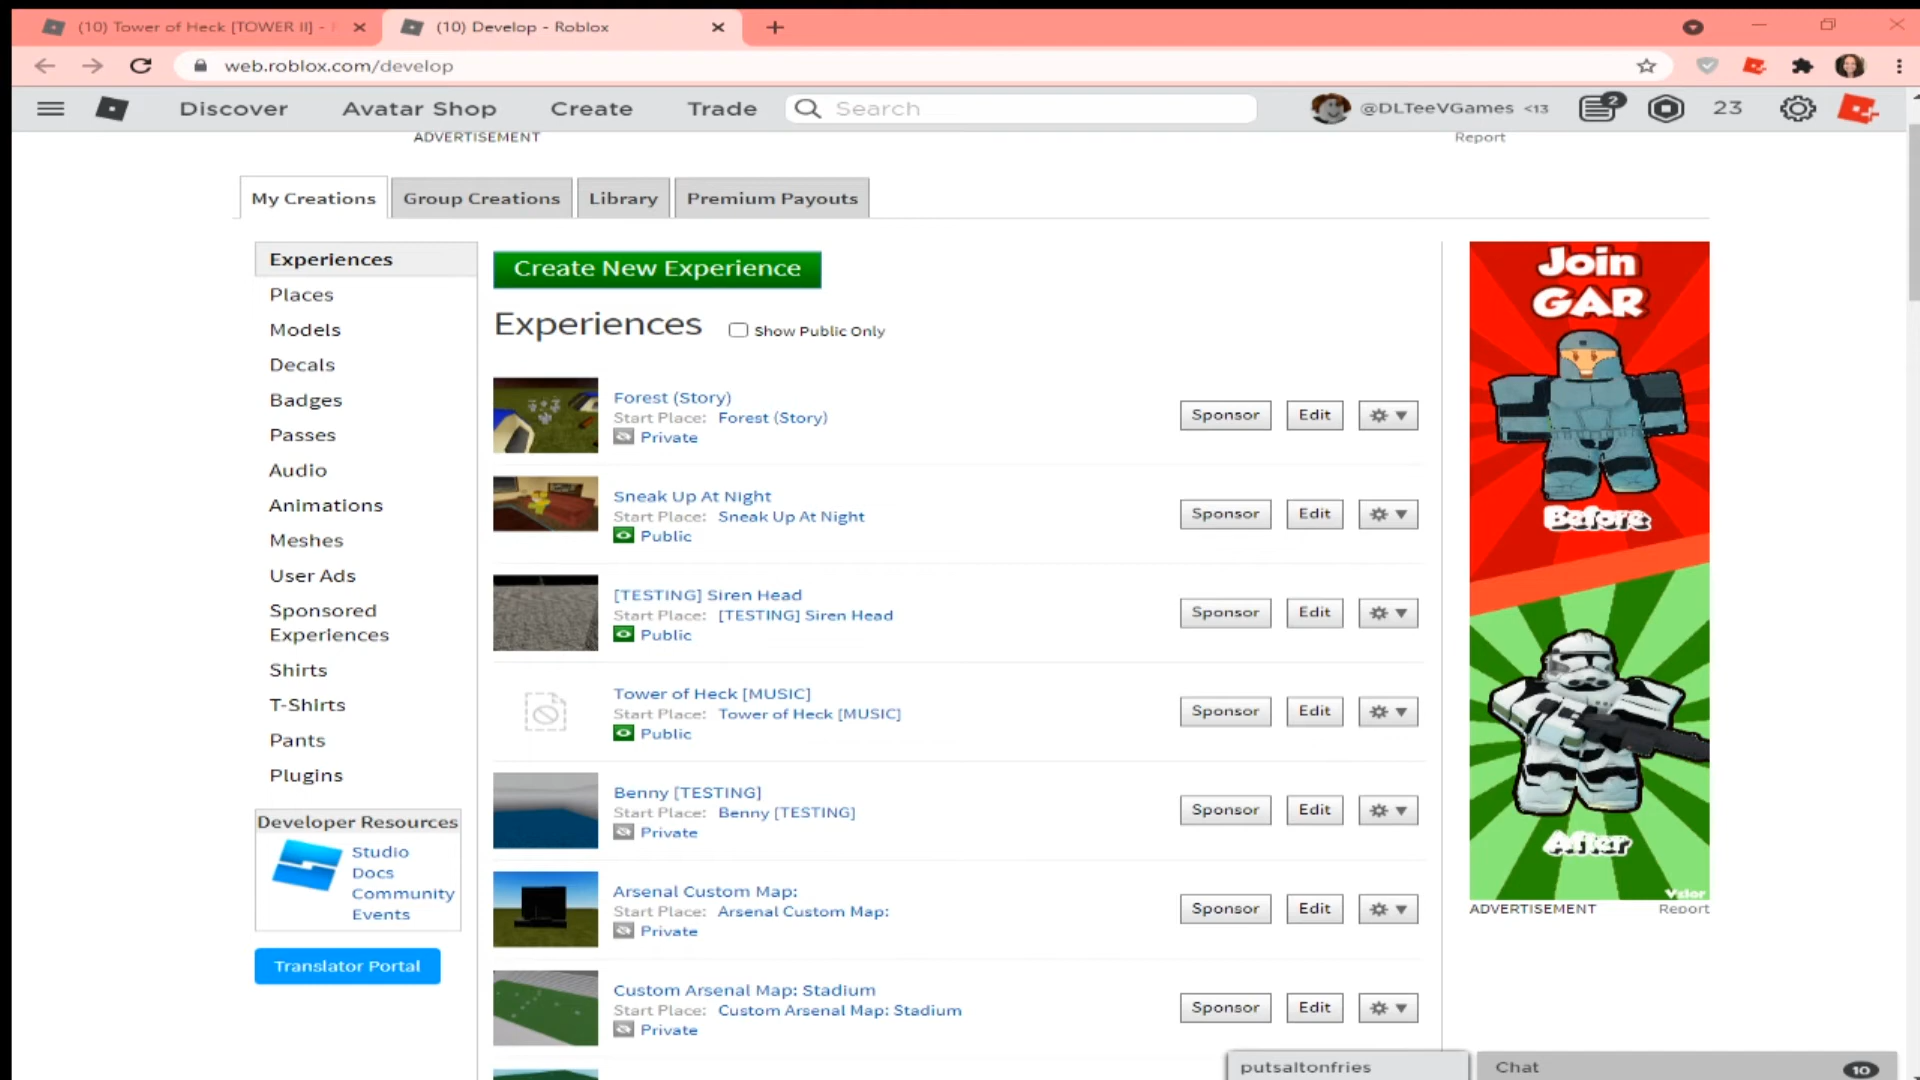 (10) Tower of Heck [TOWER II] -
(10) Develop - Roblox
web.roblox.com/develop
Discover
Avatar Shop
Create
Trade
Search
@DLTeeVGames <13
2
23
ADVERTISEMENT
Report
My Creations
Group Creations
Library
Premium Payouts
Experiences
Places
Models
Decals
Badges
Passes
Audio
Animations
Meshes
User Ads
Sponsored
Experiences
Shirts
T-Shirts
Pants
Plugins
Developer Resources
Studio
Docs
Community
Events
Translator Portal
Create New Experience
Experiences
Show Public Only
Forest (Story)
Start Place: Forest (Story)
Private
Sponsor
Edit
Sneak Up At Night
Start Place: Sneak Up At Night
Public
Sponsor
Edit
[TESTING] Siren Head
Start Place: [TESTING] Siren Head
Public
Sponsor
Edit
Tower of Heck [MUSIC]
Start Place: Tower of Heck [MUSIC]
Public
Sponsor
Edit
Benny [TESTING]
Start Place: Benny [TESTING]
Private
Sponsor
Edit
Arsenal Custom Map:
Start Place: Arsenal Custom Map:
Private
Sponsor
Edit
Custom Arsenal Map: Stadium
Start Place: Custom Arsenal Map: Stadium
Private
Sponsor
Edit
Join
GAR
Before
After
Valor
ADVERTISEMENT
Report
putsaltonfries
Chat
10